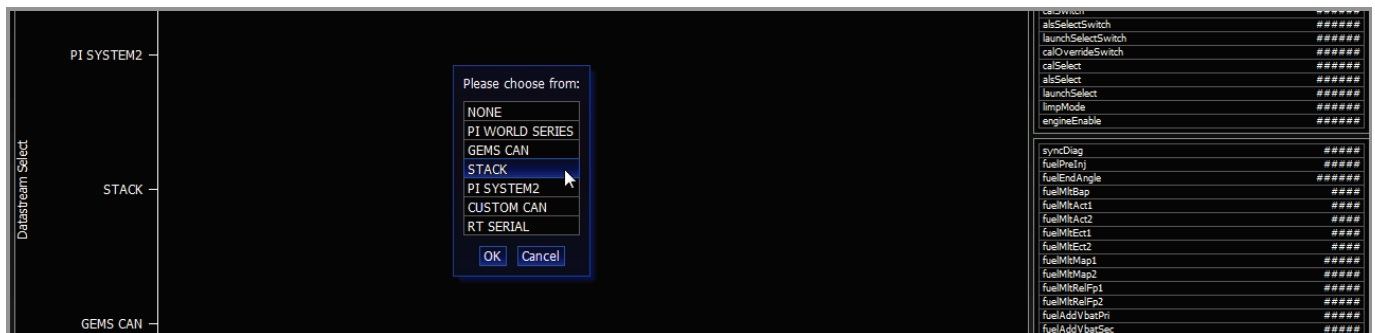 PI SYSTEM2
Datastream Select
STACK
GEMS CAN
Please choose from:
NONE
PI WORLD SERIES
GEMS CAN
STACK
PI SYSTEM2
CUSTOM CAN
RT SERIAL
OK Cancel
calSwitch ######
alsSelectSwitch ######
launchSelectSwitch ######
calOverrideSwitch ######
calSelect ######
alsSelect ######
launchSelect ######
limpMode ######
engineEnable ######
syncDiag #####
fuelPreInj #####
fuelEndAngle ######
fuelMltBap ####
fuelMltAct1 ####
fuelMltAct2 ####
fuelMltEct1 ####
fuelMltEct2 ####
fuelMltMap1 #####
fuelMltMap2 #####
fuelMltRelFp1 #####
fuelMltRelFp2 #####
fuelAddVbatPri #####
fuelAddVbatSec #####